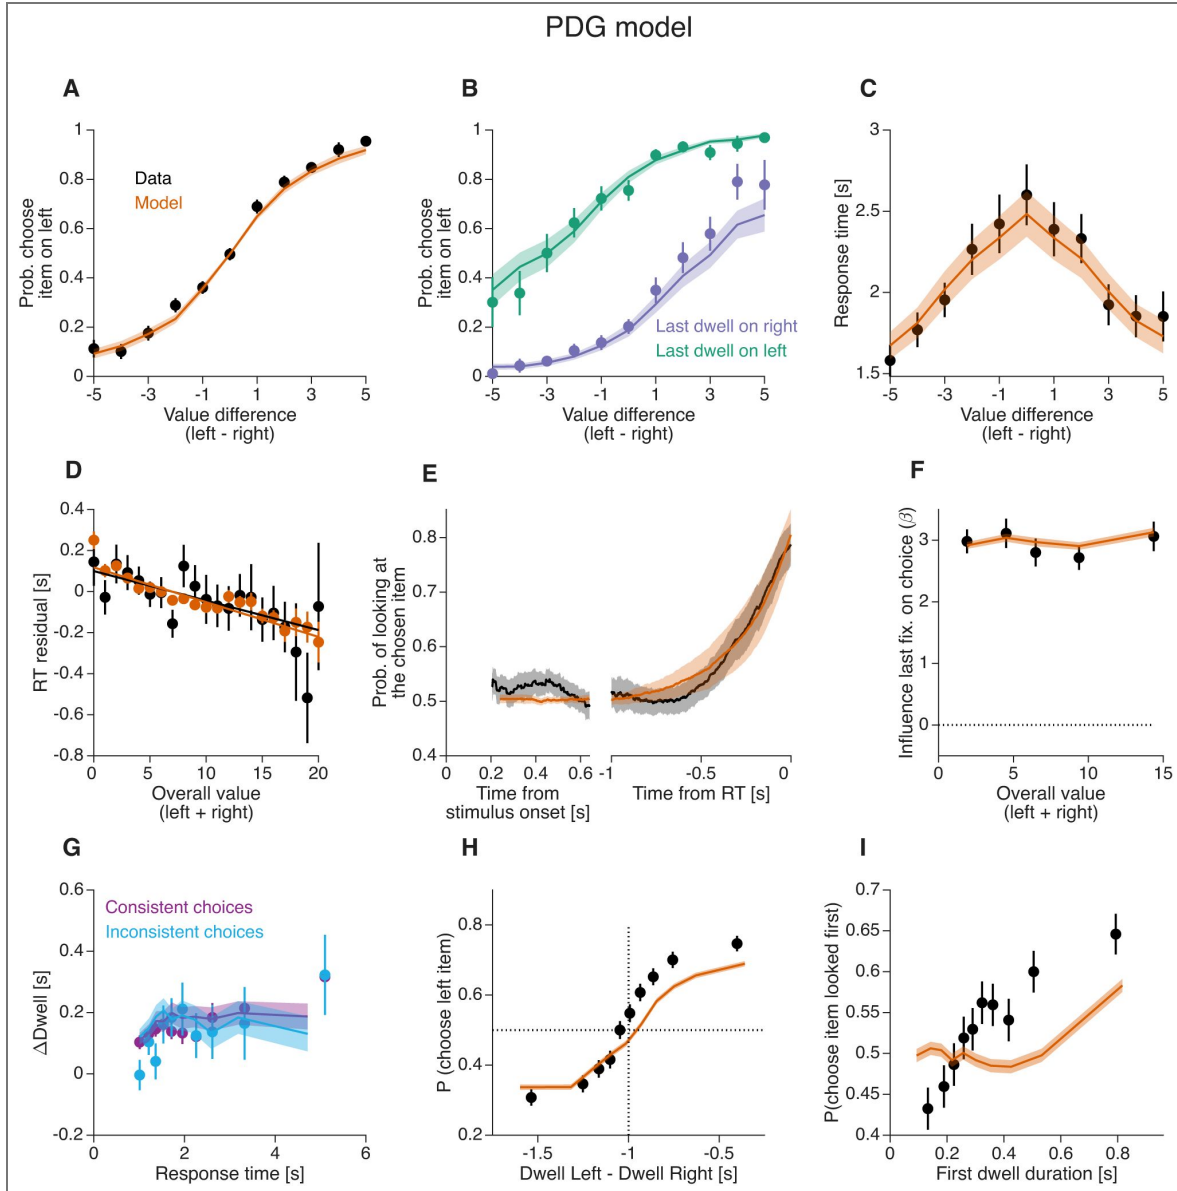 PDG model
A
B
C
1
0.8
0.6
0.4
0.2
0
Prob. choose
item on left
Data
Model
-5
-3
-1
1
3
5
Value difference
(left - right)
1
0.8
0.6
0.4
0.2
0
Prob. choose
item on left
Last dwell on right
Last dwell on left
-5
-3
-1
1
3
5
Value difference
(left - right)
3
2.5
2
1.5
Response time [s]
-5
-3
-1
1
3
5
Value difference
(left - right)
D
E
F
0.4
0.2
0
-0.2
-0.4
-0.6
-0.8
RT residual [s]
0
5
10
15
20
Overall value
(left + right)
0.8
0.7
0.6
0.5
0.4
Prob. of looking at
the chosen item
0
0.2
0.4
0.6
-1
-0.5
0
Time from
stimulus onset [s]
Time from RT [s]
3
2
1
0
Influence last fix. on choice (β)
0
5
10
15
Overall value
(left + right)
G
H
I
0.6
0.4
0.2
0
-0.2
ΔDwell [s]
Consistent choices
Inconsistent choices
0
2
4
6
Response time [s]
0.8
0.6
0.4
0.2
P (choose left item)
-1.5
-1
-0.5
Dwell Left - Dwell Right [s]
0.7
0.65
0.6
0.55
0.5
0.45
0.4
P(choose item looked first)
0
0.2
0.4
0.6
0.8
First dwell duration [s]